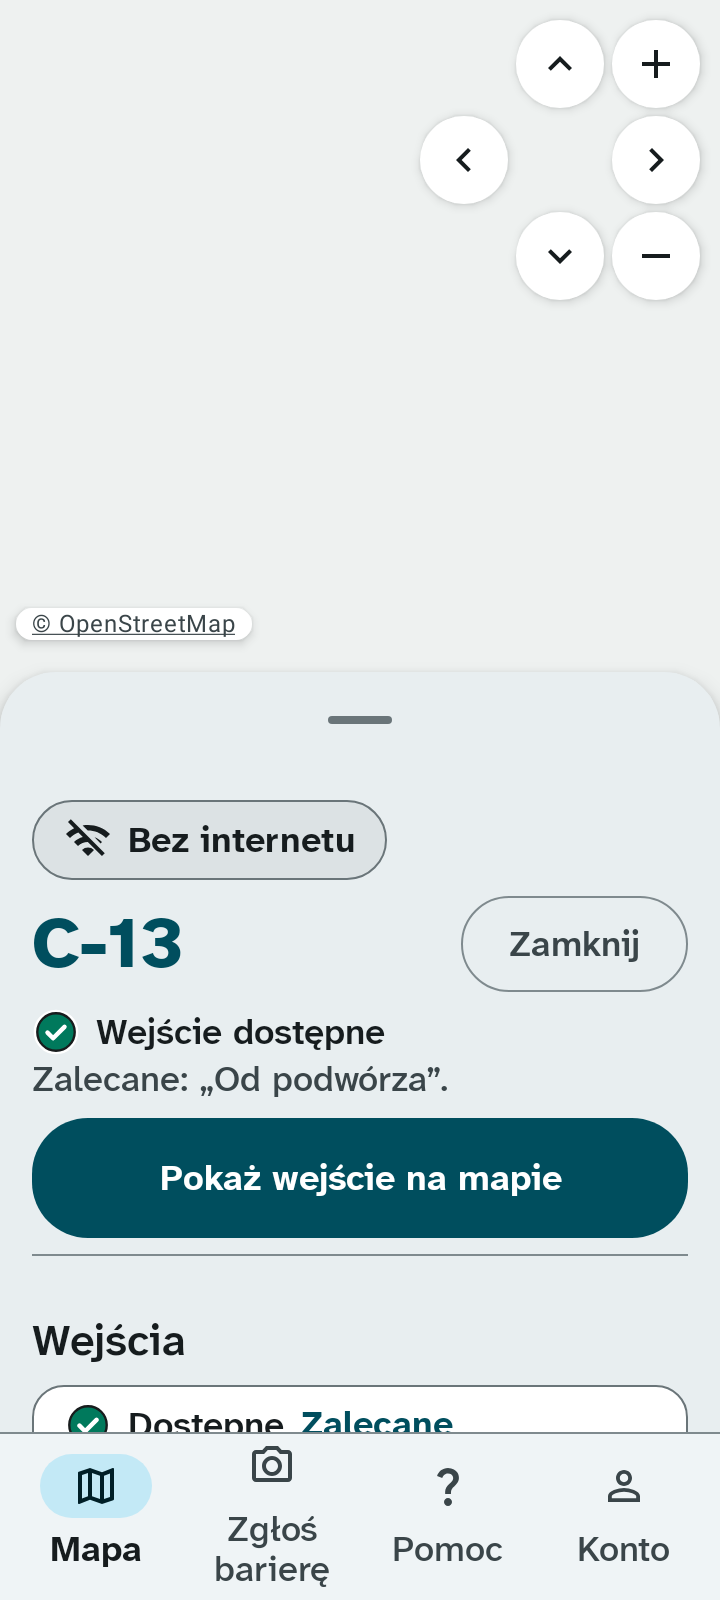 © OpenStreetMap
Bez internetu
C-13
Zamknij
Wejście dostępne
Zalecane: „Od podwórza”.
Pokaż wejście na mapie
Wejścia
Dostępne Zalecane
Mapa
Zgłoś
barierę
Pomoc
Konto